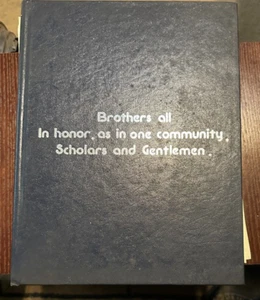 Brothers all
In honor, as in one community,
Scholars and Gentlemen.